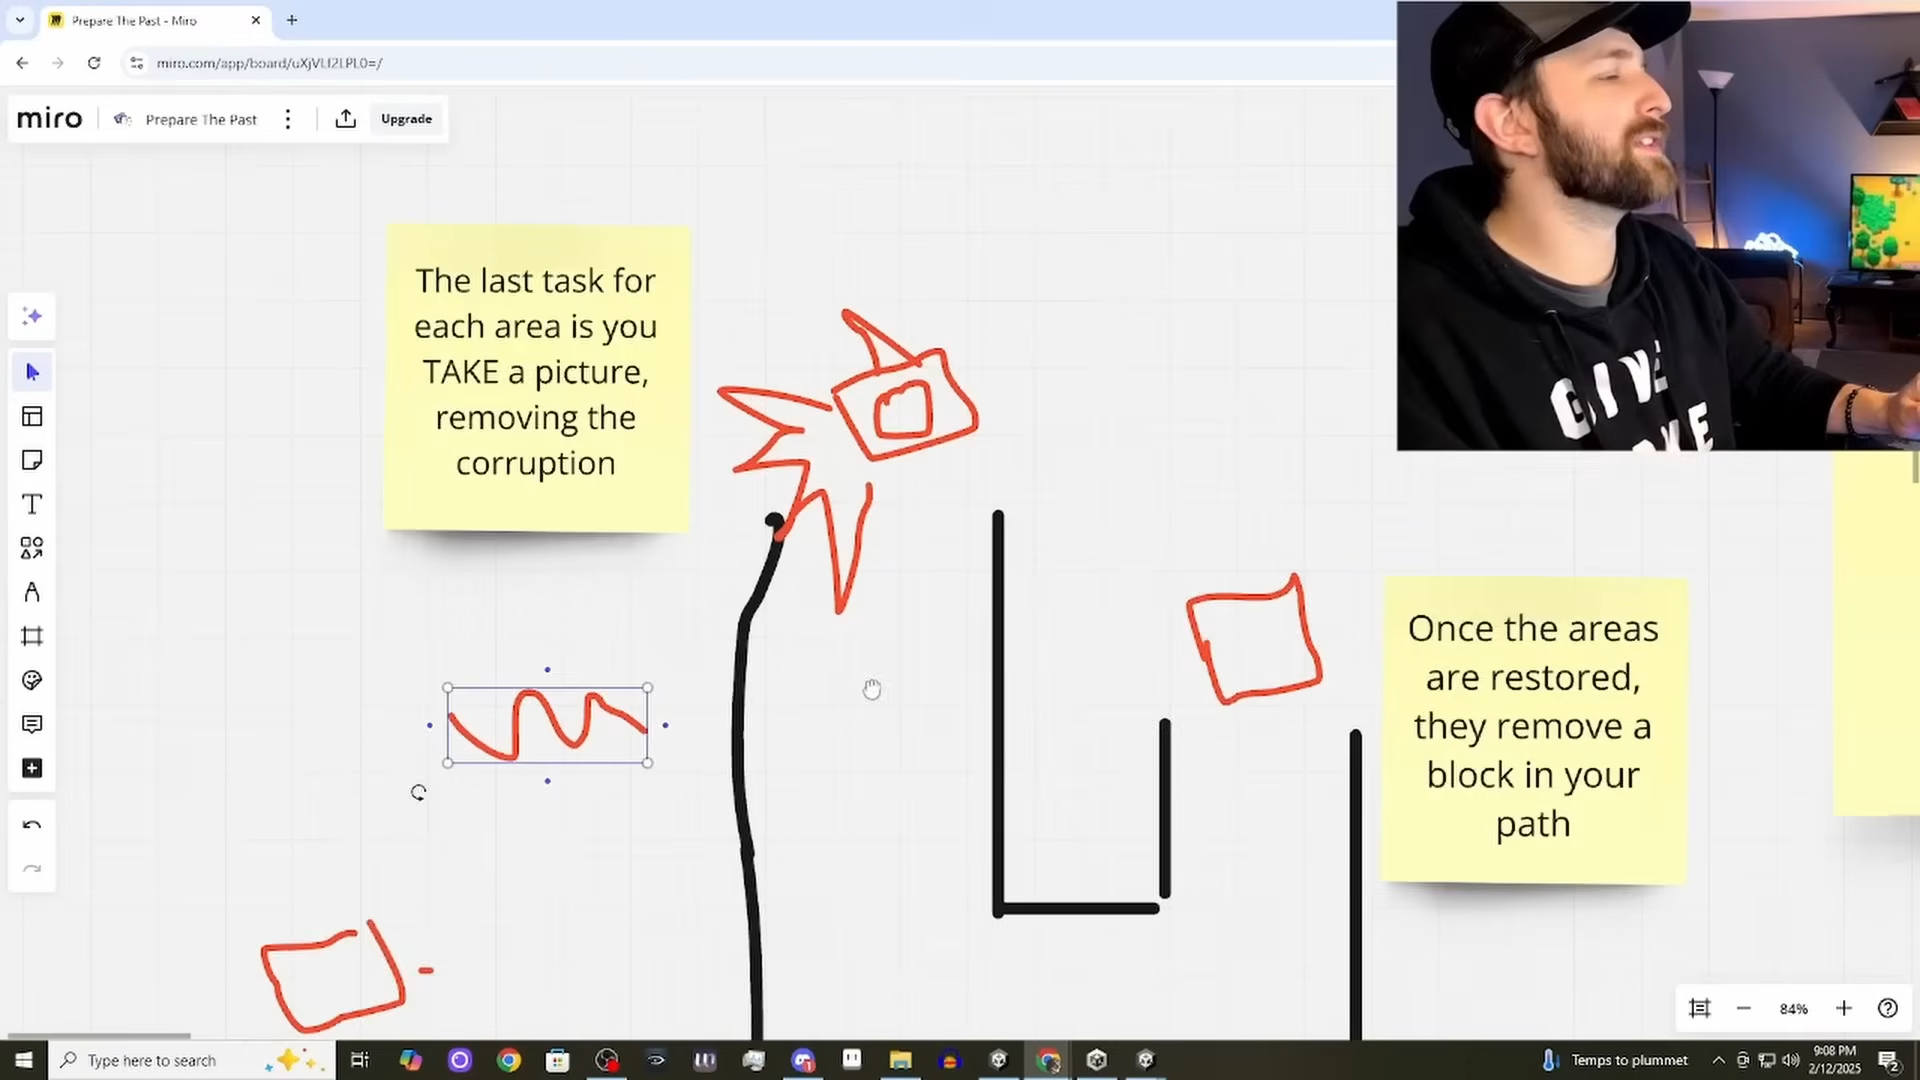 Prepare The Past - Miro
miro.com/app/board/uXjVLI2LPL0=/
miro
Prepare The Past
Upgrade
The last task for
each area is you
TAKE a picture,
removing the
corruption
GIVE
Once the areas
are restored,
they remove a
block in your
path
84%
Type here to search
Temps to plummet
9:08 PM
2/12/2025